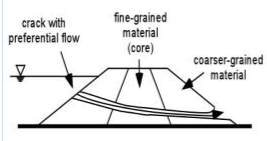 crack with
preferential flow
fine-grained
material
(core)
coarser-grained
material